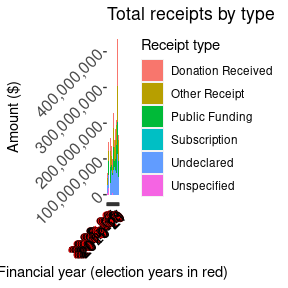 Total receipts by type
Amount ($)
400,000,000
300,000,000
200,000,000
100,000,000
0
Receipt type
Donation Received
Other Receipt
Public Funding
Subscription
Undeclared
Unspecified
Financial year (election years in red)